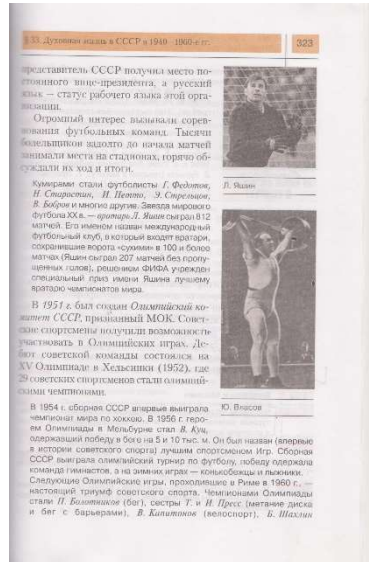 § 33. Духовная жизнь в СССР в 1940–1960-е гг.
323
представитель СССР получил место по-
стоянного вице-президента, а русский
язык – статус рабочего языка этой орга-
низации.
Огромный интерес вызывали сорев-
нования футбольных команд. Тысячи
болельщиков задолго до начала матчей
занимали места на стадионах, горячо об-
суждали их ход и итоги.
Кумирами стали футболисты Г. Федотов,
Н. Старостин, И. Нетто, Э. Стрельцов,
В. Бобров и многие другие. Звезда мирового
футбола XX в. — вратарь Л. Яшин сыграл 812
матчей. Его именем назван международный
футбольный клуб, в который входят вратари,
сохранившие ворота «сухими» в 100 и более
матчах (Яшин сыграл 207 матчей без пропу-
щенных голов), решением ФИФА учрежден
специальный приз имени Яшина лучшему
вратарю чемпионатов мира.
Л. Яшин
В 1951 г. был создан Олимпийский ко-
митет СССР, признанный МОК. Совет-
ские спортсмены получили возможность
участвовать в Олимпийских играх. Де-
бют советской команды состоялся на
XV Олимпиаде в Хельсинки (1952), где
29 советских спортсменов стали олимпий-
скими чемпионами.
Ю. Власов
В 1954 г. сборная СССР впервые выиграла
чемпионат мира по хоккею. В 1956 г. геро-
ем Олимпиады в Мельбурне стал В. Куц,
одержавший победу в беге на 5 и 10 тыс. м. Он был назван (впервые
в истории советского спорта) лучшим спортсменом Игр. Сборная
СССР выиграла олимпийский турнир по футболу, победу одержала
команда гимнастов, а на зимних играх — конькобежцы и лыжники.
Следующие Олимпийские игры, проходившие в Риме в 1960 г., —
настоящий триумф советского спорта. Чемпионами Олимпиады
стали П. Болотников (бег), сестры Т. и И. Пресс (метание диска
и бег с барьерами), В. Капитонов (велоспорт), Б. Шахлин